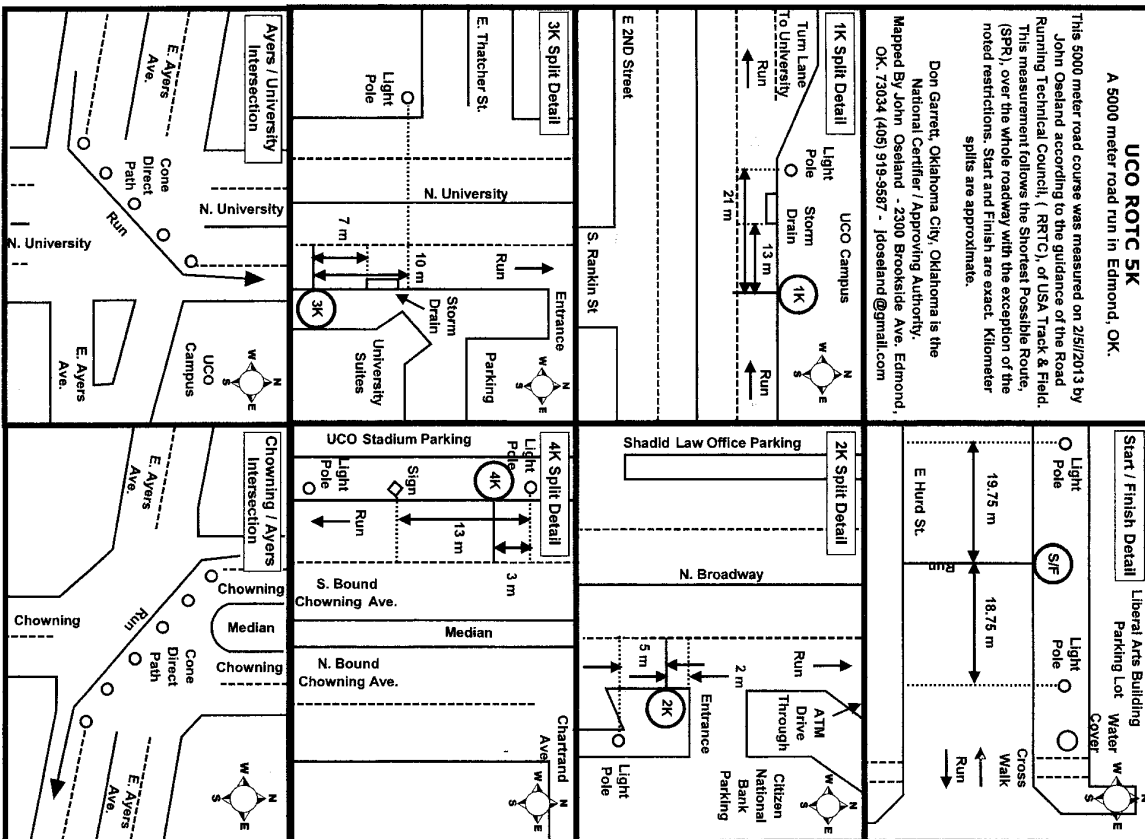 UCO ROTC 5K
A 5000 meter road run in Edmond, OK.
This 5000 meter road course was measured on 2/5//2013 by
John Oseland according to the guidance of the Road
Running Technical Council, ( RRTC), of USA Track & Field.
This measurement follows the Shortest Possible Route,
(SPR), over the whole roadway with the exception of the
noted restrictions. Start and Finish are exact. Kilometer
splits are approximate.
Don Garrett, Oklahoma City, Oklahoma is the
National Certifier / Approving Authority.
Mapped By John Oseland - 2300 Brookside Ave. Edmond,
OK. 73034 (405) 919-9587 - jdoseland@gmail.com
Start / Finish Detail
Liberal Arts Building
Parking Lot
Water
Cover
Light
Pole
S/F
Light
Pole
19.75 m
18.75 m
Run
Cross
Walk
Run
E Hurd St.
N
W
E
S
1K Split Detail
UCO Campus
N
W
E
S
Turn Lane
To University
Light
Pole
Storm
Drain
1K
13 m
21 m
Run
Run
E 2ND Street
S. Rankin St
2K Split Detail
Shadid Law Office Parking
N. Broadway
Run
ATM
Drive
Through
Citizen
National
Bank
Parking
Entrance
2 m
5 m
2K
Light
Pole
N
W
E
S
3K Split Detail
E. Thatcher St.
Light
Pole
N. University
Run
Entrance
Parking
7 m
10 m
Storm
Drain
University
Suites
3K
N
W
E
S
4K Split Detail
UCO Stadium Parking
Light
Pole
4K
Sign
Light
Pole
13 m
3 m
Run
S. Bound
Chowning Ave.
Median
N. Bound
Chowning Ave.
Chartrand
Ave
N
W
E
S
Ayers / University
Intersection
E. Ayers
Ave.
Cone
Direct
Path
Run
N. University
N. University
UCO
Campus
E. Ayers
Ave.
N
W
E
S
Chowning / Ayers
Intersection
E. Ayers
Ave.
Chowning
Median
Chowning
Chowning
Run
Cone
Direct
Path
E. Ayers
Ave.
N
W
E
S